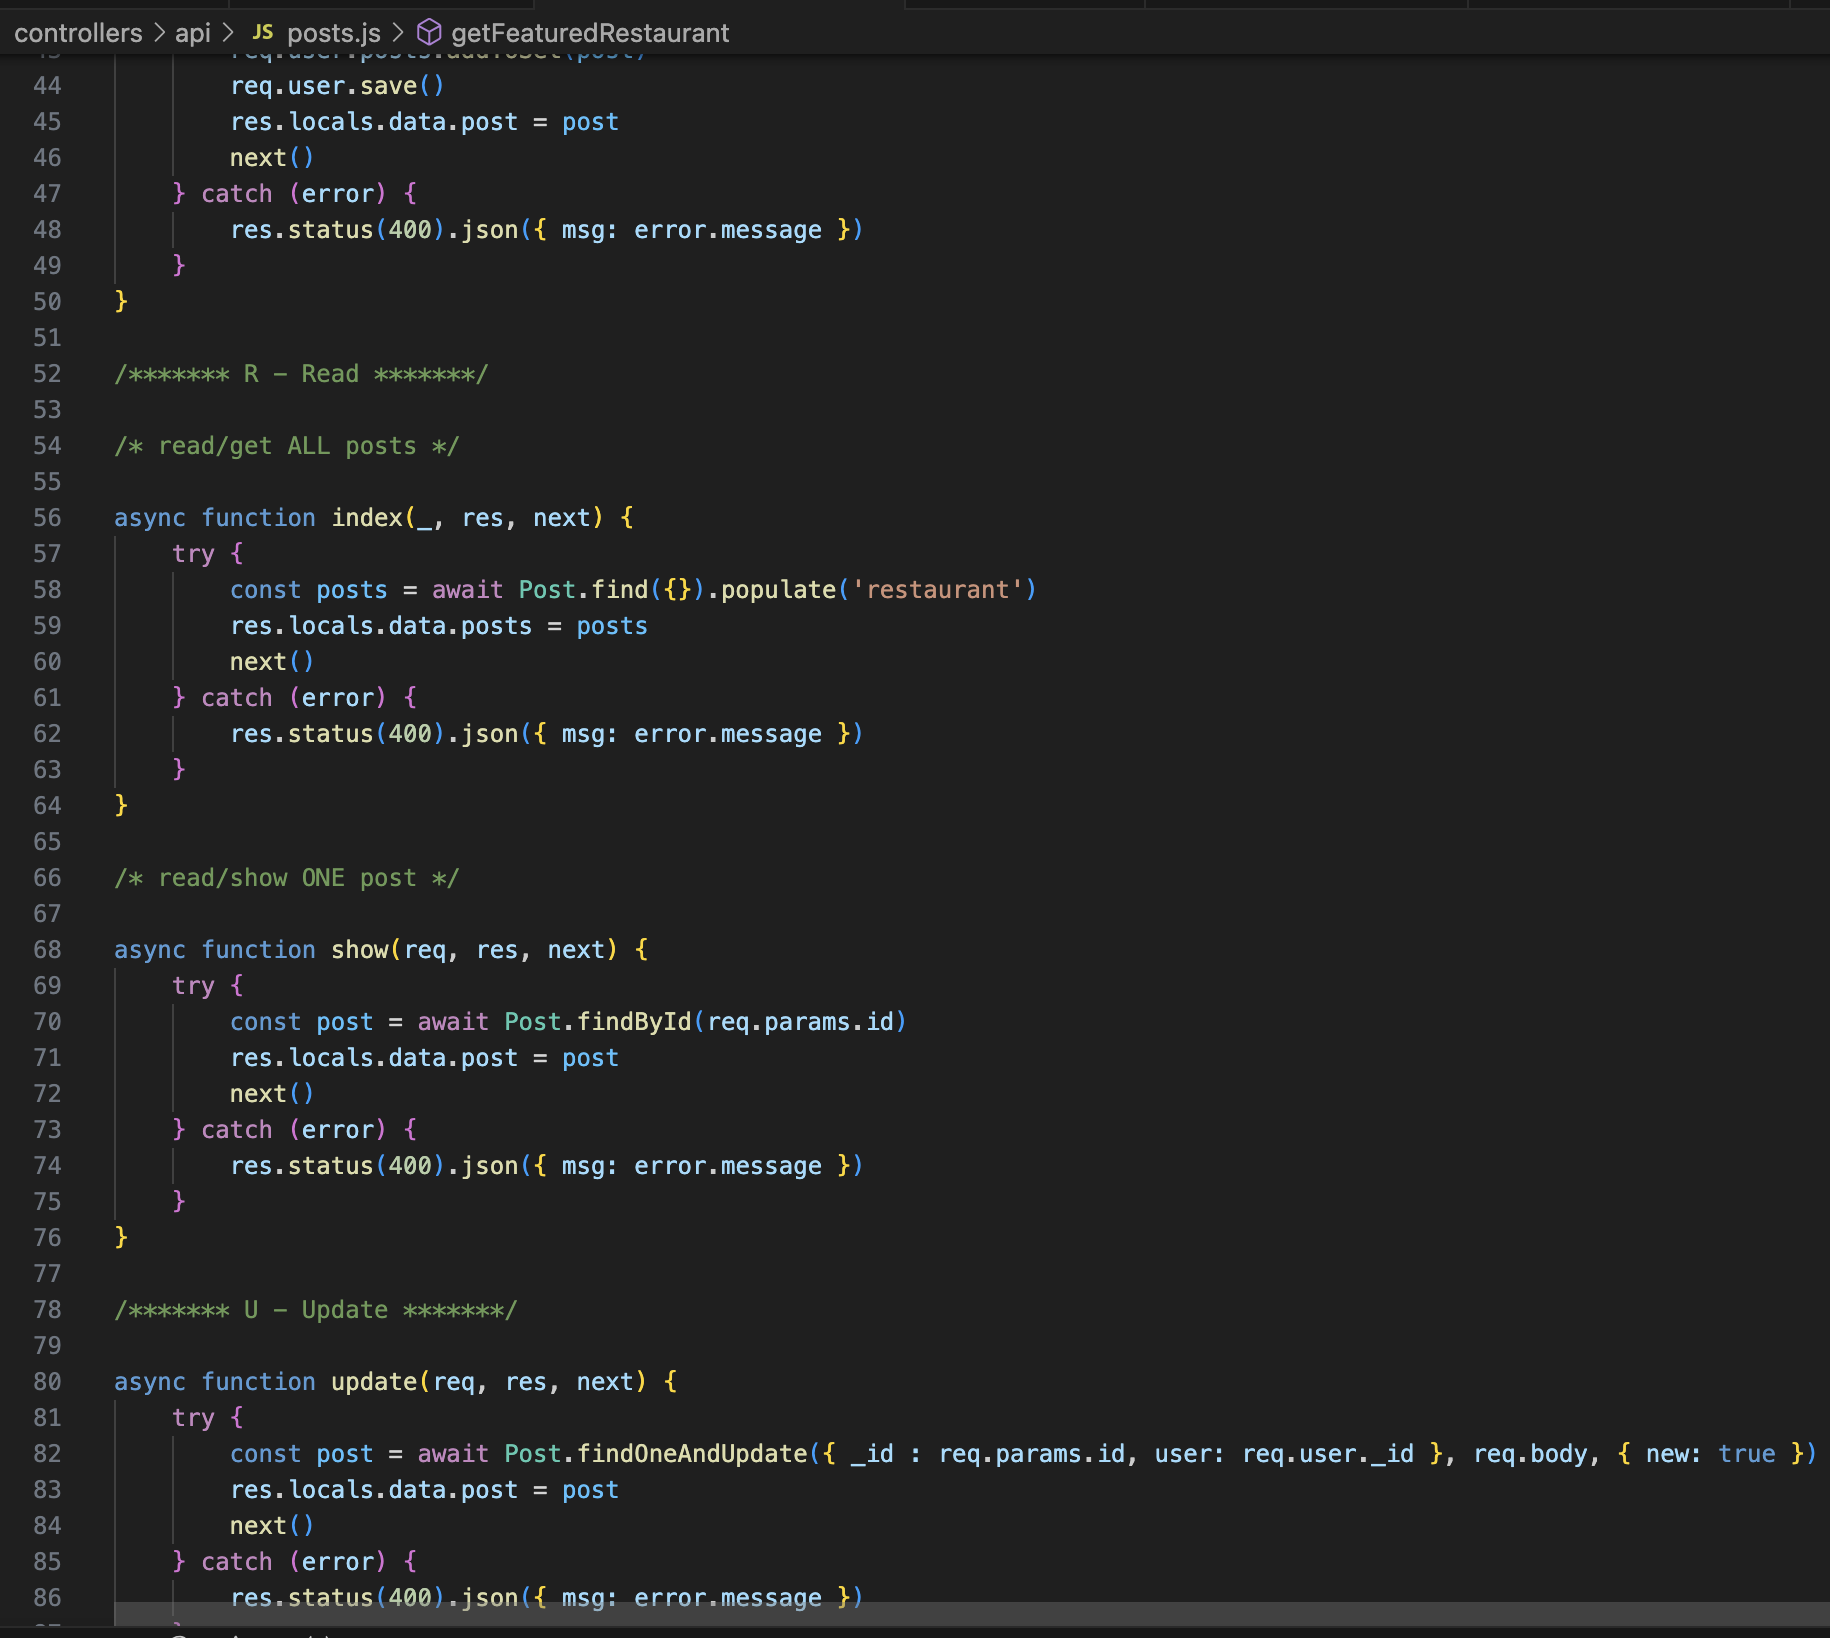 controllers > api > JS posts.js > getFeaturedRestaurant
44 req.user.save()
45 res.locals.data.post = post
46 next()
47 } catch (error) {
48 res.status(400).json({ msg: error.message })
49 }
50 }
51
52 /******* R - Read *******/
53
54 /* read/get ALL posts */
55
56 async function index(_, res, next) {
57 try {
58 const posts = await Post.find({}).populate('restaurant')
59 res.locals.data.posts = posts
60 next()
61 } catch (error) {
62 res.status(400).json({ msg: error.message })
63 }
64 }
65
66 /* read/show ONE post */
67
68 async function show(req, res, next) {
69 try {
70 const post = await Post.findById(req.params.id)
71 res.locals.data.post = post
72 next()
73 } catch (error) {
74 res.status(400).json({ msg: error.message })
75 }
76 }
77
78 /******* U - Update *******/
79
80 async function update(req, res, next) {
81 try {
82 const post = await Post.findOneAndUpdate({ _id : req.params.id, user: req.user._id }, req.body, { new: true })
83 res.locals.data.post = post
84 next()
85 } catch (error) {
86 res.status(400).json({ msg: error.message })